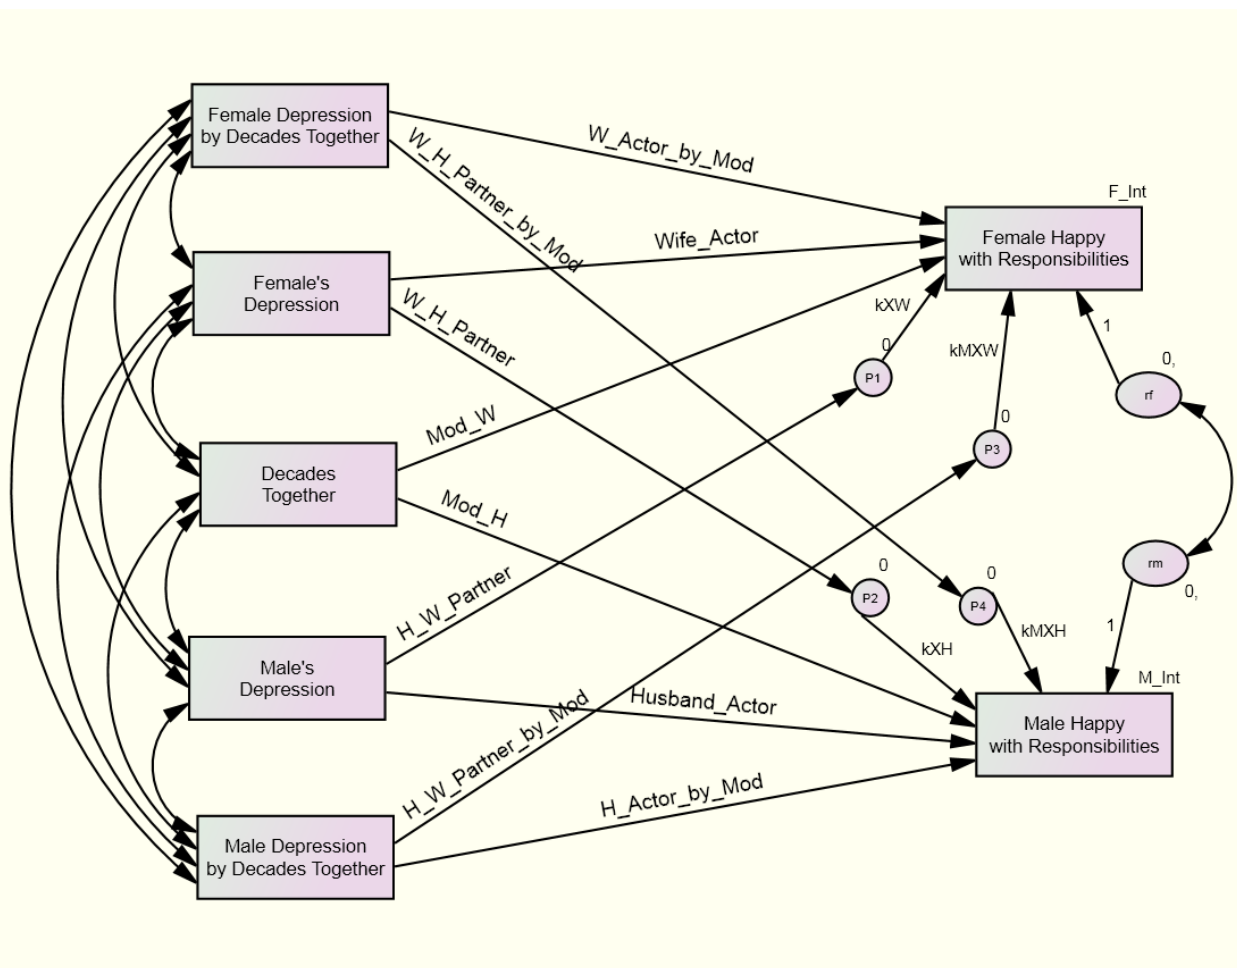 Female Depression
by Decades Together
W_Actor_by_Mod
W_H_Partner_by_Mod
F_Int
Female Happy
with Responsibilities
Wife_Actor
Female's
Depression
W_H_Partner
kXW
0
P1
kMXW
0
P3
1
0,
rf
Mod_W
Decades
Together
Mod_H
H_W_Partner
0
P2
0
P4
rm
0,
kXH
kMXH
1
Male's
Depression
Husband_Actor
M_Int
Male Happy
with Responsibilities
H_W_Partner_by_Mod
H_Actor_by_Mod
Male Depression
by Decades Together